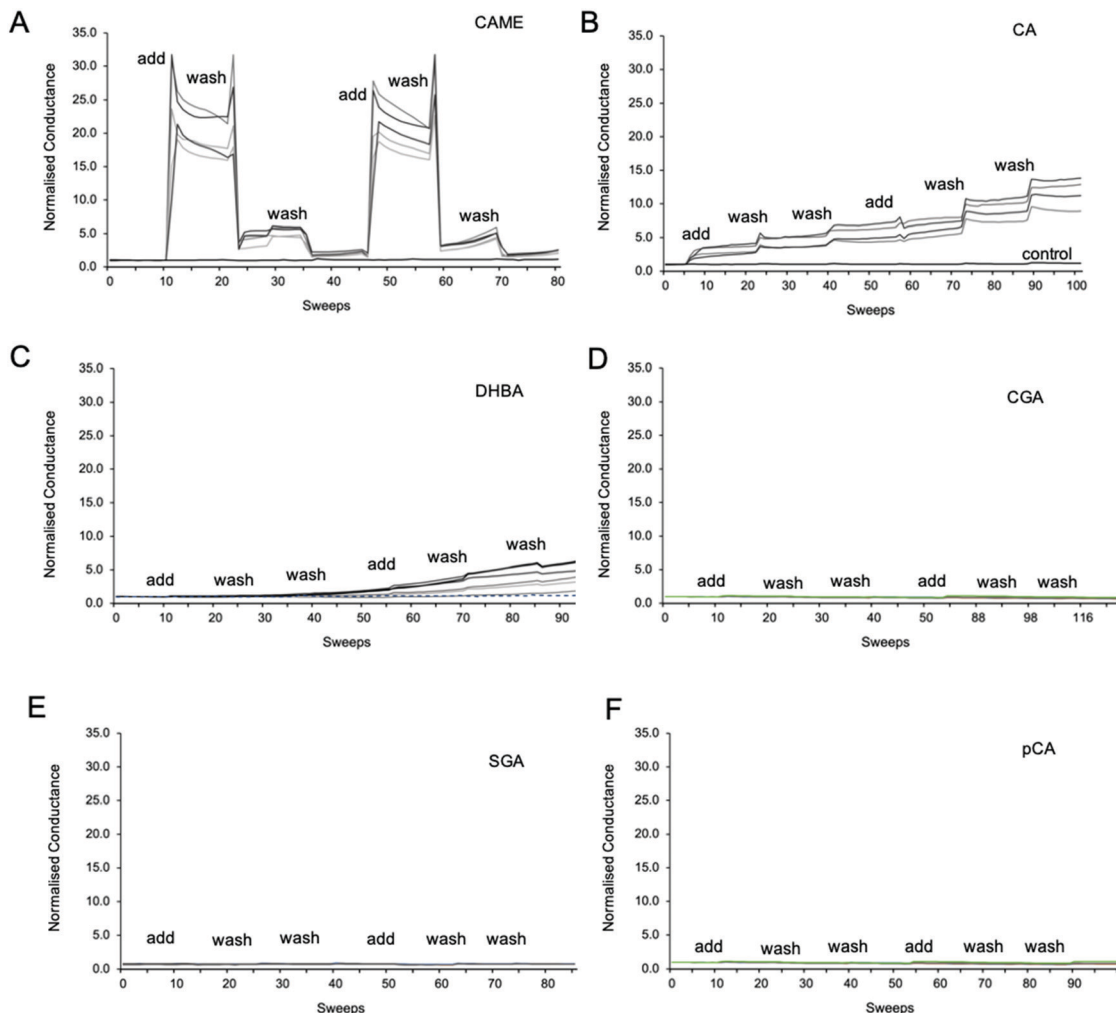 A
CAME
35.0
30.0
25.0
20.0
15.0
10.0
5.0
0.0
Normalised Conductance
add
wash
wash
add
wash
wash
0 10 20 30 40 50 60 70 80
Sweeps
B
CA
35.0
30.0
25.0
20.0
15.0
10.0
5.0
0.0
Normalised Conductance
add
wash
wash
add
wash
wash
control
0 10 20 30 40 50 60 70 80 90 100
Sweeps
C
DHBA
35.0
30.0
25.0
20.0
15.0
10.0
5.0
0.0
Normalised Conductance
add
wash
wash
add
wash
wash
0 10 20 30 40 50 60 70 80 90
Sweeps
D
CGA
35.0
30.0
25.0
20.0
15.0
10.0
5.0
0.0
Normalised Conductance
add
wash
wash
add
wash
wash
0 10 20 30 40 50 88 98 116
Sweeps
E
SGA
35.0
30.0
25.0
20.0
15.0
10.0
5.0
0.0
Normalised Conductance
add
wash
wash
add
wash
wash
0 10 20 30 40 50 60 70 80
Sweeps
F
pCA
35.0
30.0
25.0
20.0
15.0
10.0
5.0
0.0
Normalised Conductance
add
wash
wash
add
wash
wash
0 10 20 30 40 50 60 70 80 90
Sweeps